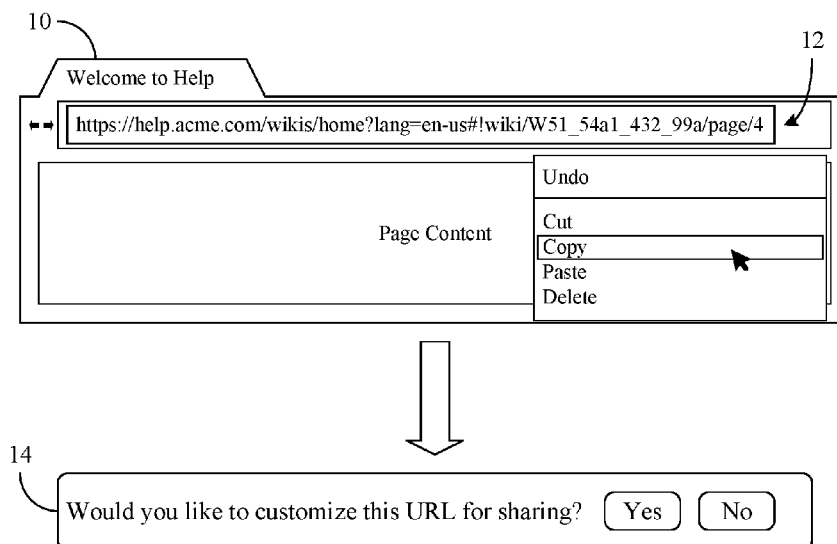 10
12
Welcome to Help
https://help.acme.com/wikis/home?lang=en-us#!wiki/W51_54a1_432_99a/page/4
Undo
Page Content
Cut
Copy
Paste
Delete
14
Would you like to customize this URL for sharing? Yes No